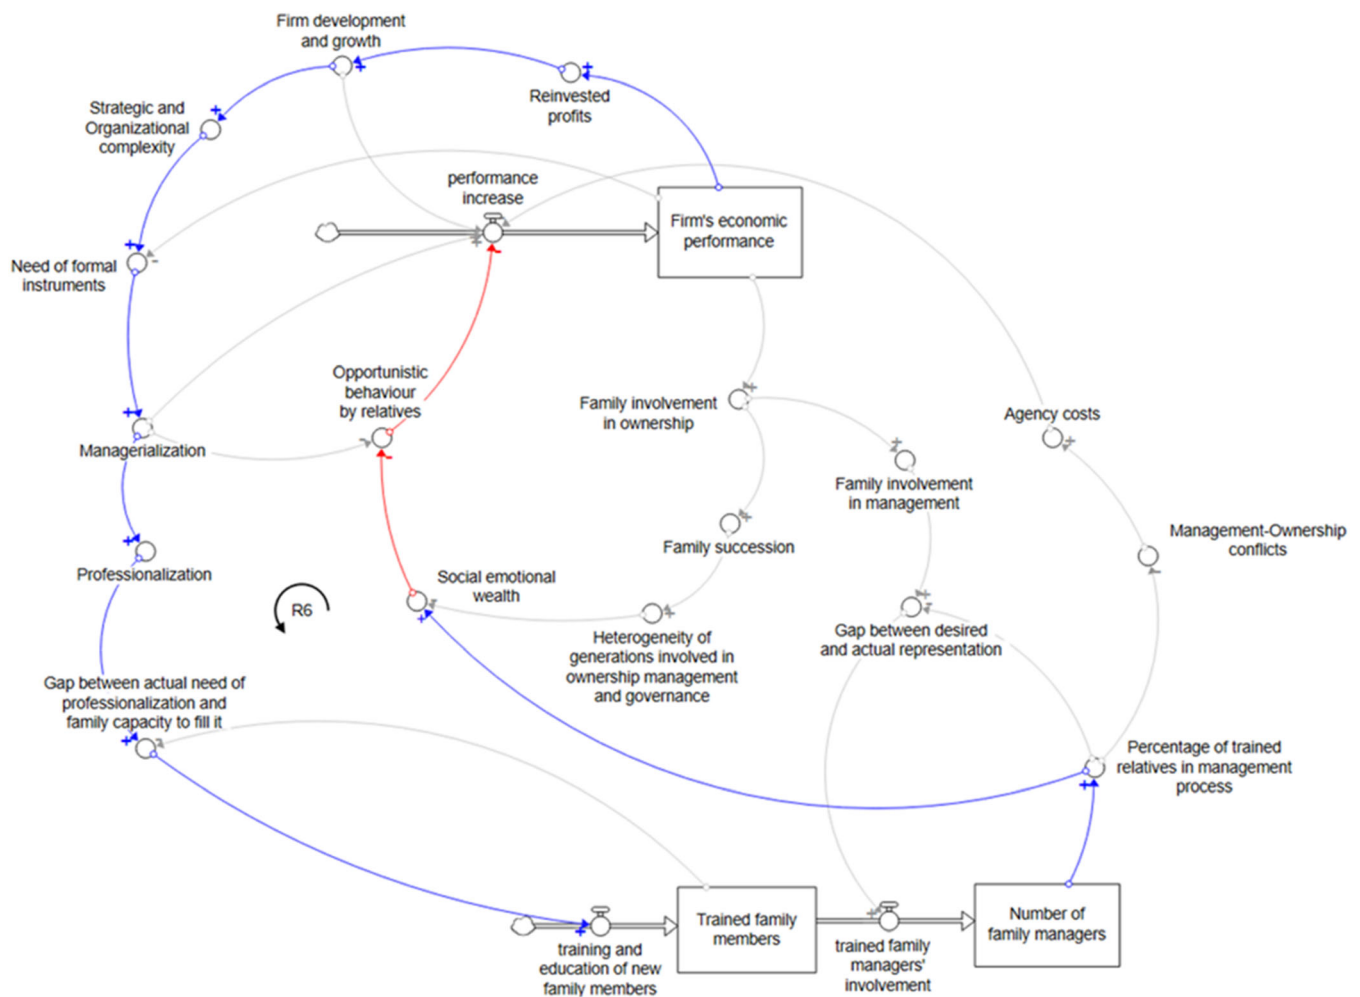 Firm development
and growth
Reinvested
profits
Strategic and
Organizational
complexity
performance
increase
Firm's economic
performance
Need of formal
instruments
Opportunistic
behaviour
by relatives
Family involvement
in ownership
Agency costs
Managerialization
Family involvement
in management
Management-Ownership
conflicts
Family succession
Professionalization
Social emotional
wealth
R6
Heterogeneity of
generations involved in
ownership management
and governance
Gap between desired
and actual representation
Gap between actual need of
professionalization and
family capacity to fill it
Percentage of trained
relatives in management
process
Trained family
members
Number of
family managers
training and
education of new
family members
trained family
managers'
involvement